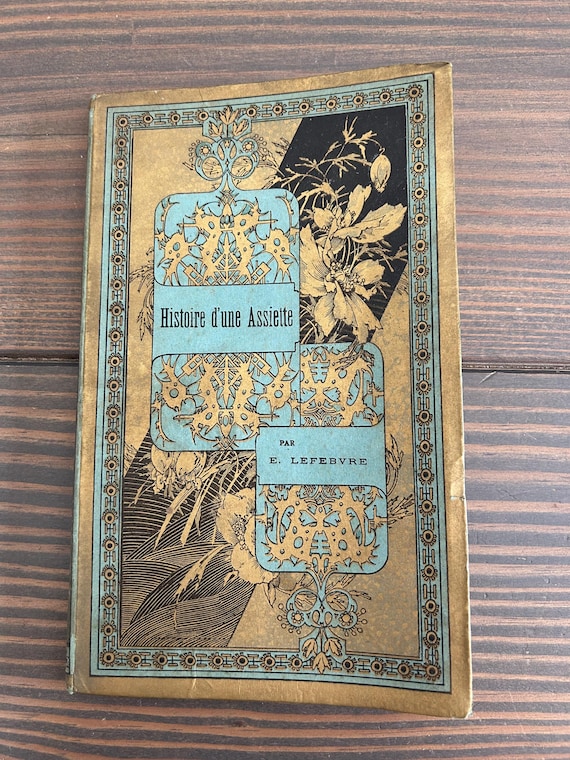 Histoire d'une Assiette
PAR
E. LEFEBVRE